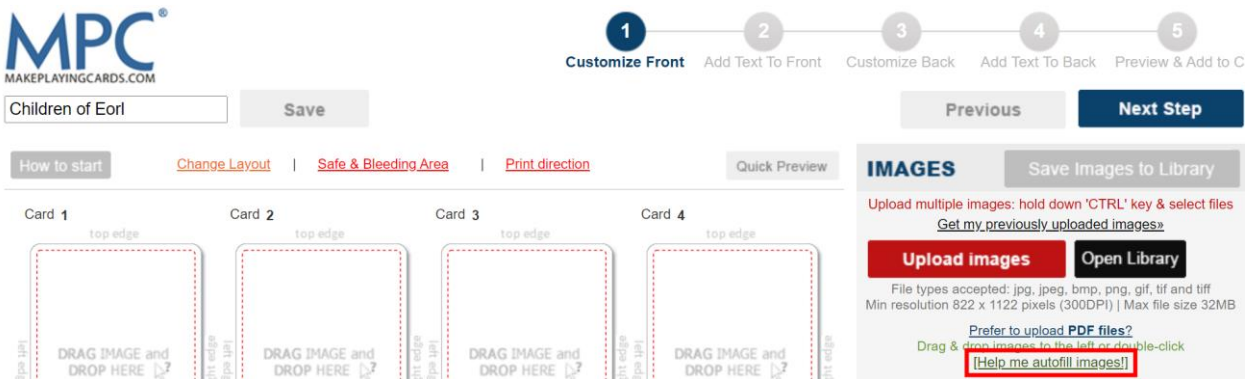 MPC®
MAKEPLAYINGCARDS.COM
1 2 3 4 5
Customize Front Add Text To Front Customize Back Add Text To Back Preview & Add to C
Children of Eorl Save Previous Next Step
How to start Change Layout | Safe & Bleeding Area | Print direction Quick Preview
IMAGES Save Images to Library
Upload multiple images: hold down 'CTRL' key & select files
Get my previously uploaded images»
Upload images Open Library
File types accepted: jpg, jpeg, bmp, png, gif, tif and tiff
Min resolution 822 x 1122 pixels (300DPI) | Max file size 32MB
Prefer to upload PDF files?
Drag & drop images to the left or double-click
[Help me autofill images!]
Card 1 Card 2 Card 3 Card 4
top edge top edge top edge top edge
DRAG IMAGE and DRAG IMAGE and DRAG IMAGE and DRAG IMAGE and
DROP HERE DROP HERE DROP HERE DROP HERE